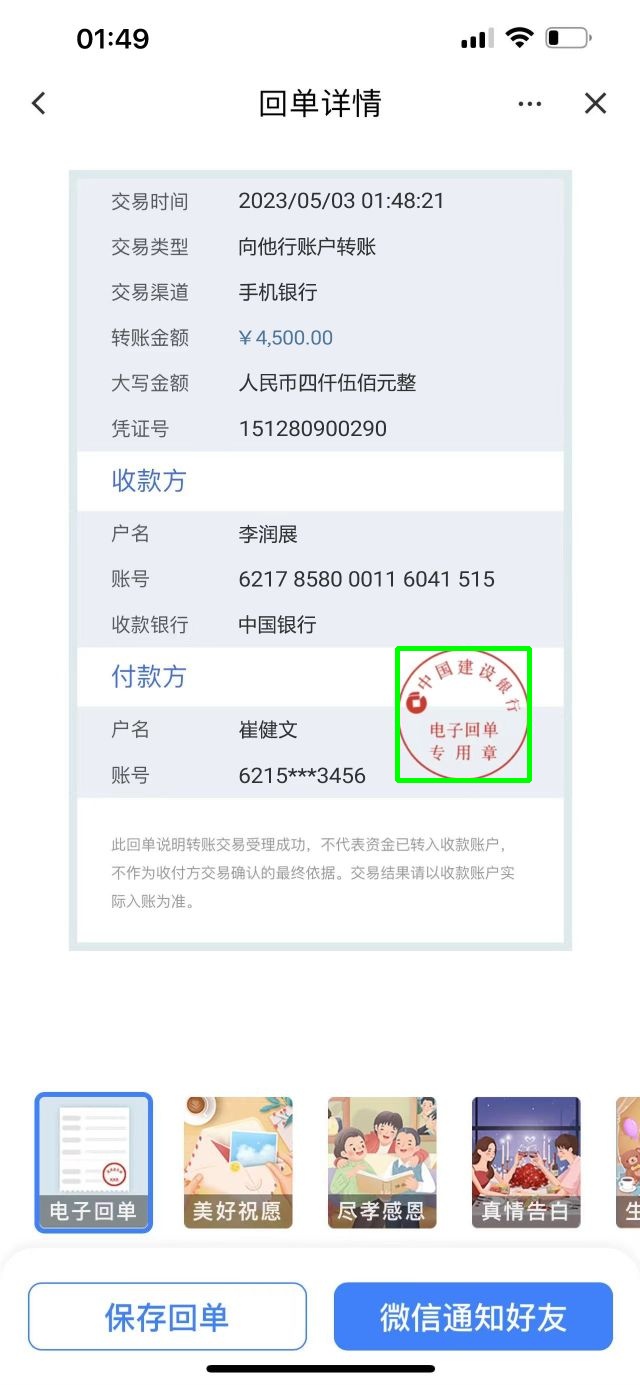 01:49
回单详情
交易时间 2023/05/03 01:48:21
交易类型 向他行账户转账
交易渠道 手机银行
转账金额 ¥4,500.00
大写金额 人民币四仟伍佰元整
凭证号 151280900290
收款方
户名 李润展
账号 6217 8580 0011 6041 515
收款银行 中国银行
付款方
户名 崔健文
账号 6215***3456
中国建设银行
电子回单
专用章
此回单说明转账交易受理成功，不代表资金已转入收款账户，
不作为收付方交易确认的最终依据。交易结果请以收款账户实
际入账为准。
电子回单 美好祝愿 尽孝感恩 真情告白 生
保存回单 微信通知好友